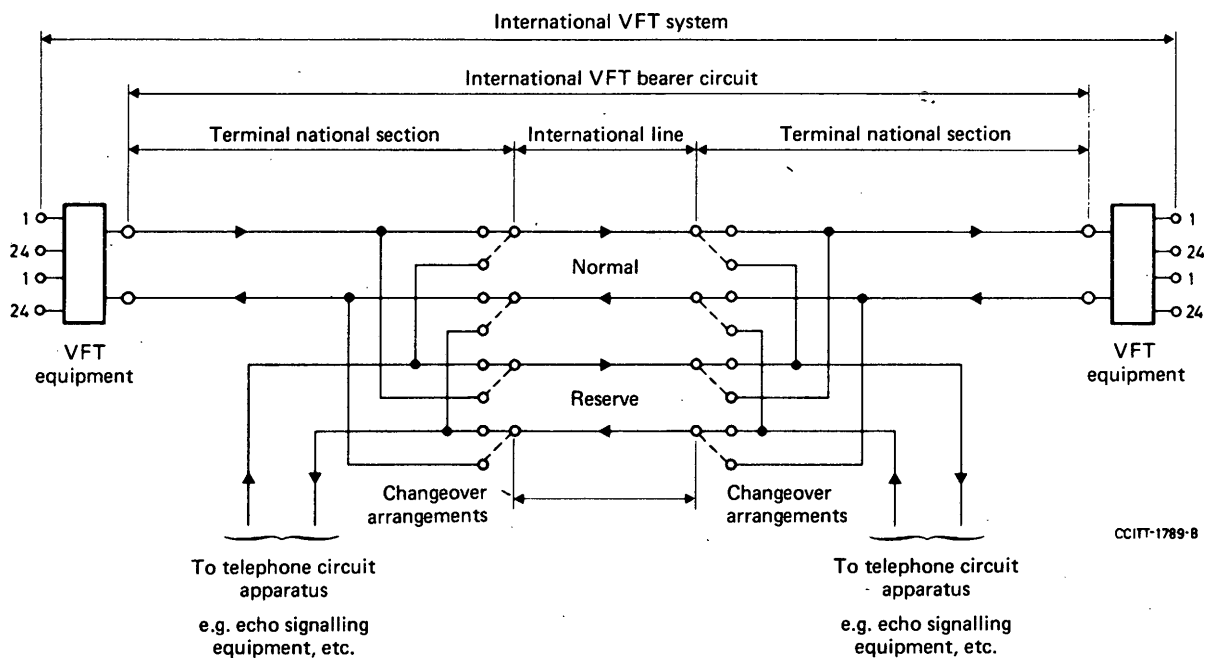 International VFT system
International VFT bearer circuit
Terminal national section
International line
Terminal national section
1
24
1
24
1
24
1
24
Normal
VFT
equipment
VFT
equipment
Reserve
Changeover
arrangements
Changeover
arrangements
CCITT-1789-B
To telephone circuit
apparatus
e.g. echo signalling
equipment, etc.
To telephone circuit
apparatus
e.g. echo signalling
equipment, etc.